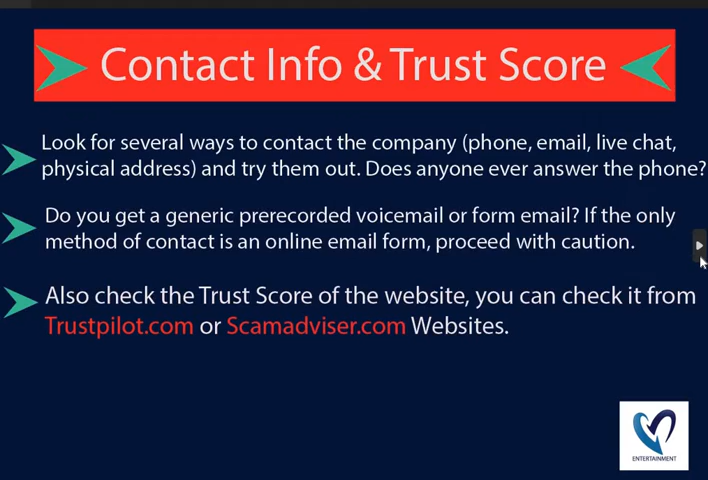 Contact Info & Trust Score
Look for several ways to contact the company (phone, email, live chat,
physical address) and try them out. Does anyone ever answer the phone?
Do you get a generic prerecorded voicemail or form email? If the only
method of contact is an online email form, proceed with caution.
Also check the Trust Score of the website, you can check it from
Trustpilot.com or Scamadviser.com Websites.
ENTERTAINMENT